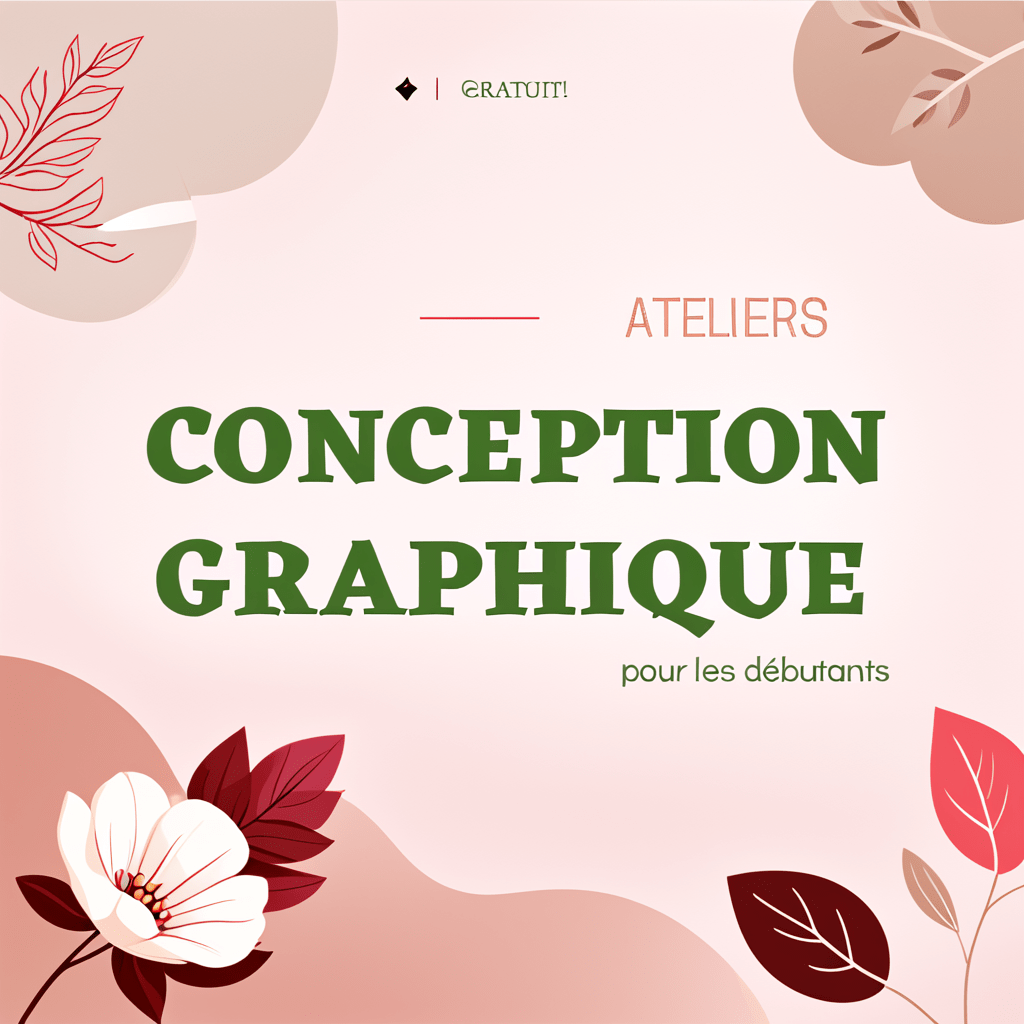 GRATUIT!
ATELIERS
CONCEPTION
GRAPHIQUE
pour les débutants